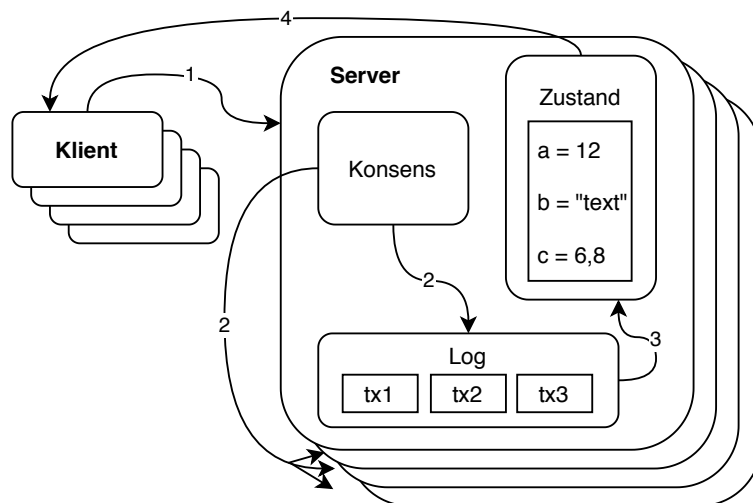 4
1
Server
Zustand
Klient
a = 12
Konsens
b = "text"
c = 6,8
2
2
3
Log
tx1
tx2
tx3